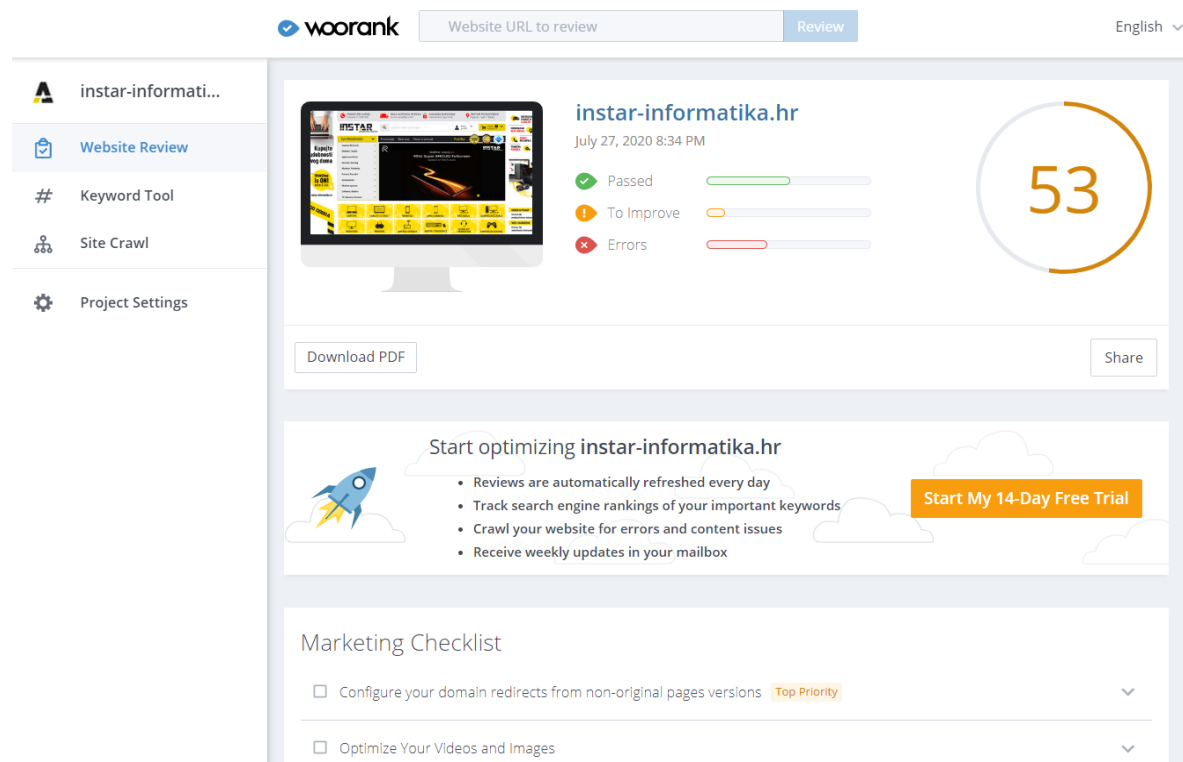 woorank
Website URL to review
Review
English
instar-informati...
Website Review
Keyword Tool
Site Crawl
Project Settings
INSTAR
instar-informatika.hr
July 27, 2020 8:34 PM
Passed
To Improve
Errors
53
Download PDF
Share
Start optimizing instar-informatika.hr
• Reviews are automatically refreshed every day
• Track search engine rankings of your important keywords
• Crawl your website for errors and content issues
• Receive weekly updates in your mailbox
Start My 14-Day Free Trial
Marketing Checklist
Configure your domain redirects from non-original pages versions Top Priority
Optimize Your Videos and Images